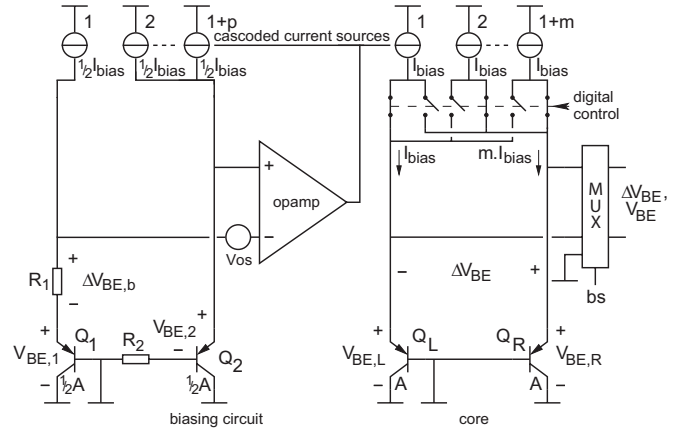 1 2 1+p 1 2 1+m
cascoded current sources
½Ibias ½Ibias ½Ibias Ibias Ibias Ibias
digital
control
Ibias m.Ibias
+
opamp
−
Vos
MUX
ΔVBE,
VBE
bs
R1
+
ΔVBE,b
−
− ΔVBE +
+ VBE,2 +
Q1 R2 − Q2
VBE,1
− ½A ½A
+ QL QR +
VBE,L VBE,R
− A A −
biasing circuit
core